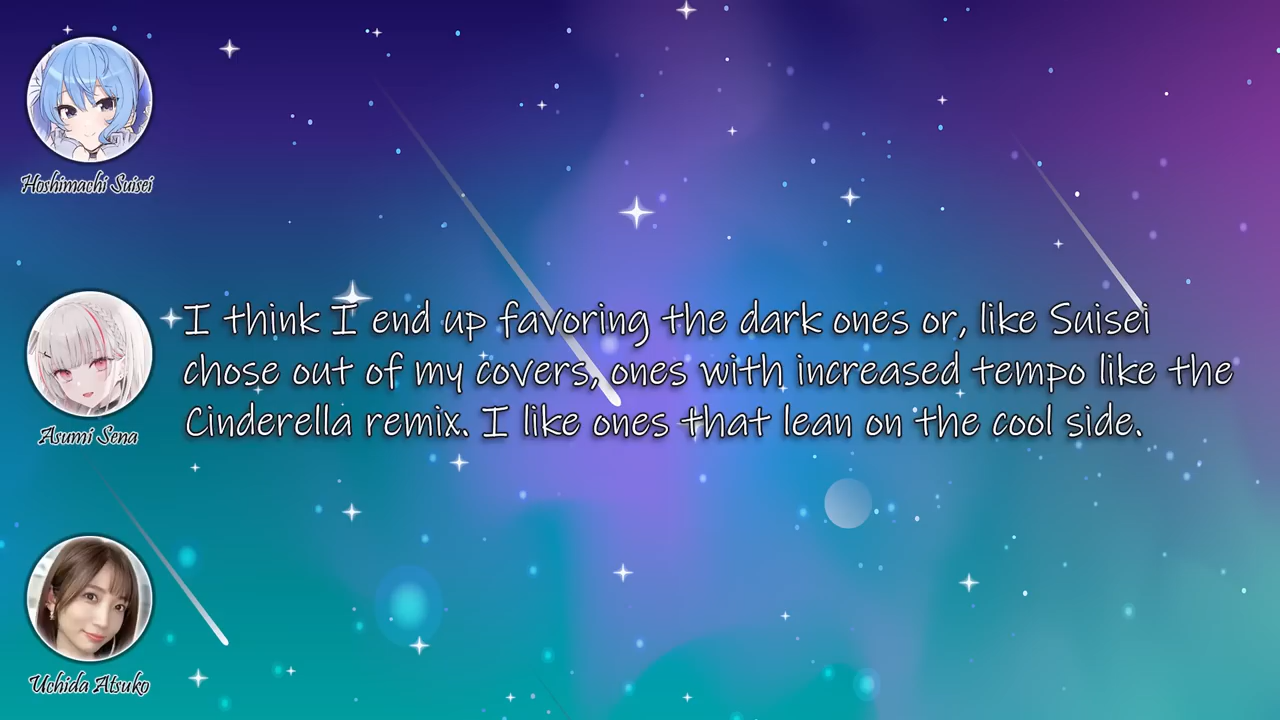 Hoshimachi Suisei
I think I end up favoring the dark ones or, like Suisei
chose out of my covers, ones with increased tempo like the
Cinderella remix. I like ones that lean on the cool side.
Asumi Sena
Uchida Atsuko